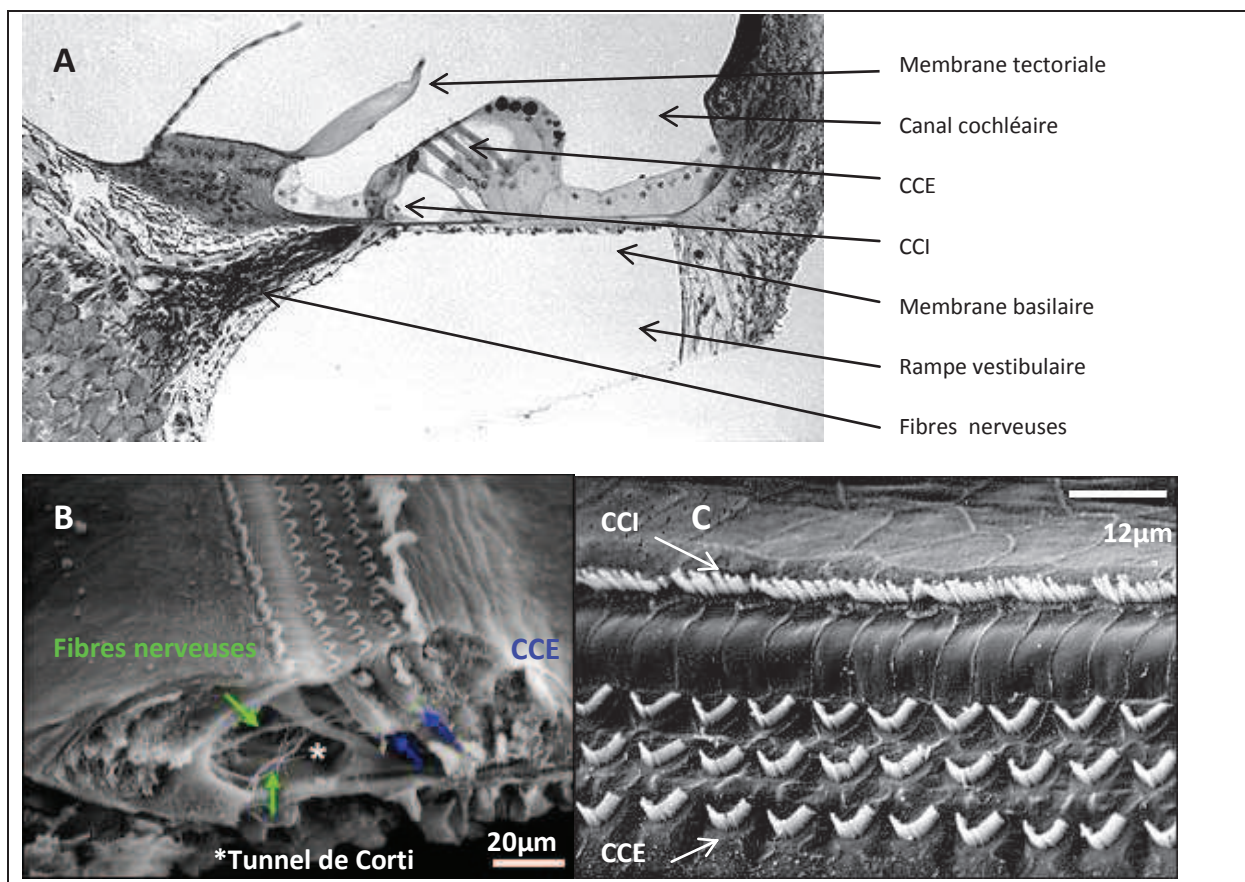 A
Membrane tectoriale
Canal cochléaire
CCE
CCI
Membrane basilaire
Rampe vestibulaire
Fibres nerveuses
B
Fibres nerveuses
CCE
*
20µm
*Tunnel de Corti
CCI
C
12µm
CCE